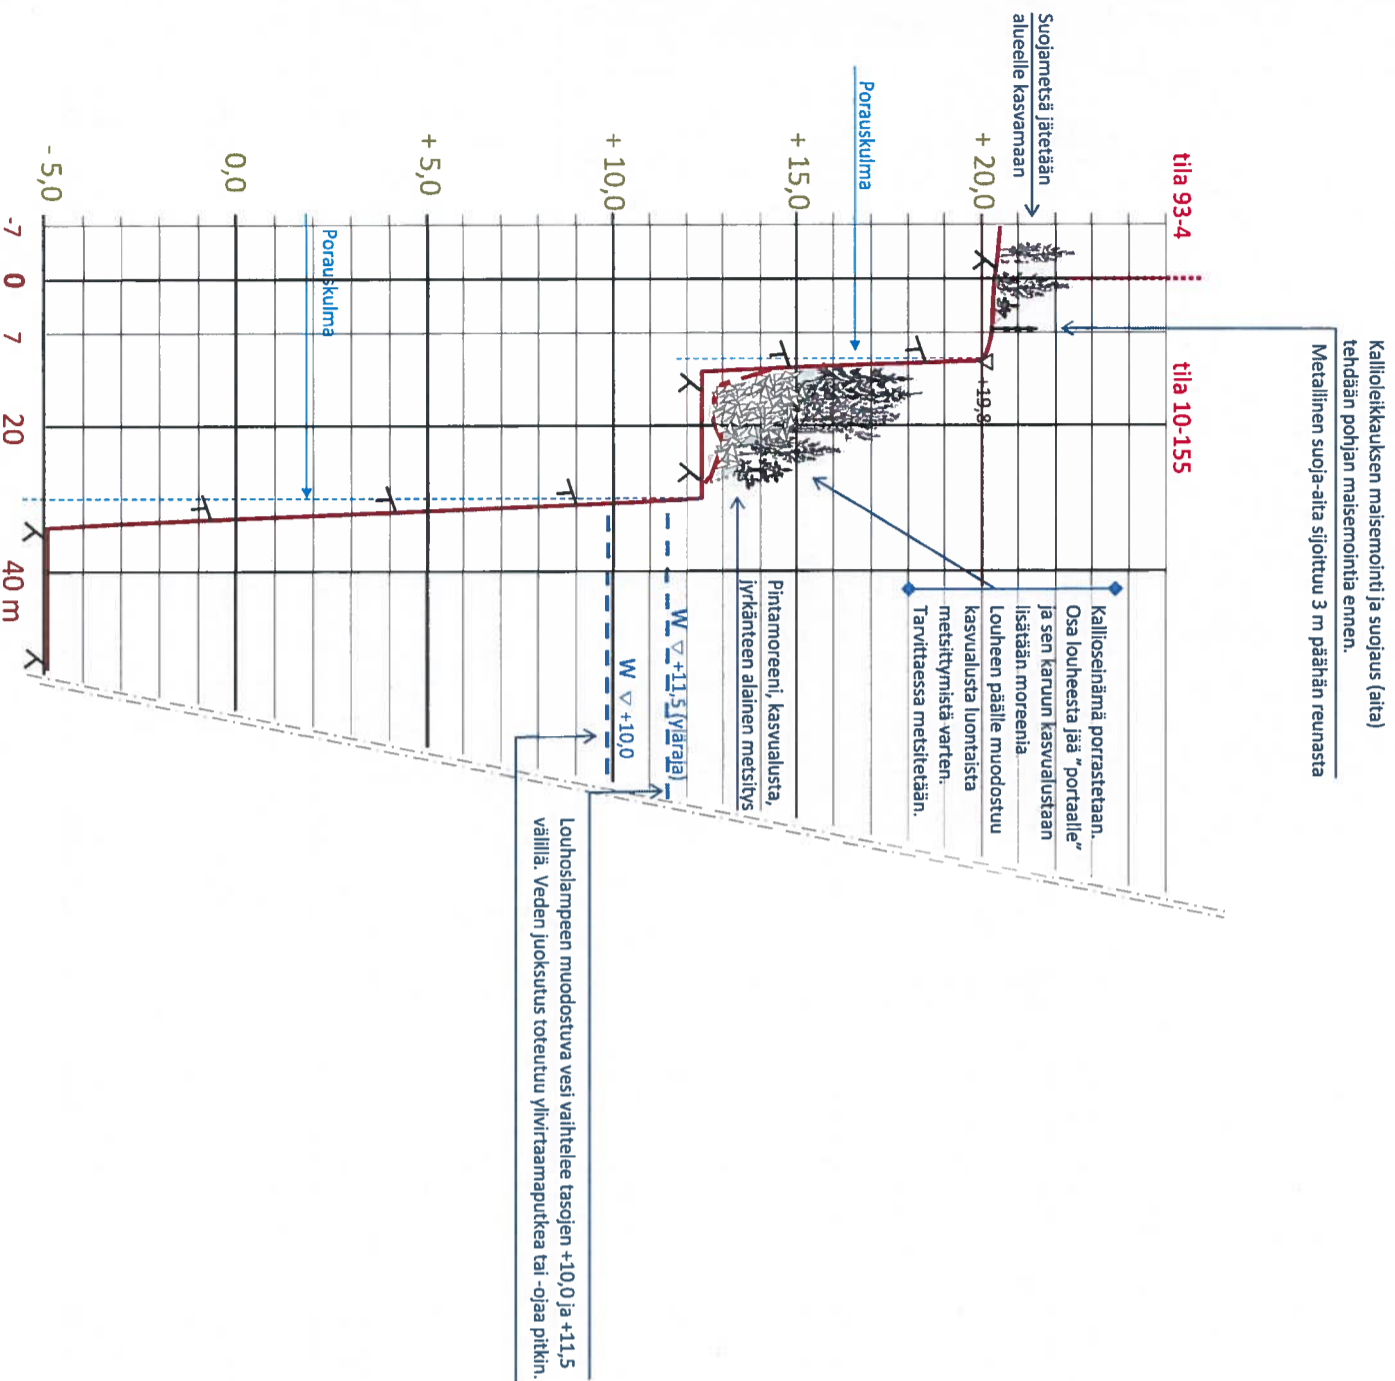 Kallioleikkauksen maisemointi ja suojaus (aita)
tehdään pohjan maisemointia ennen.
Metallinen suoja-aita sijoittuu 3 m päähän reunasta
tila 93-4
tila 10-155
Suojametsä jätetään
alueelle kasvamaan
Kallioseinämä porrastetaan.
Osa louheesta jää "portaalle"
ja sen karuun kasvualustaan
lisätään moreenia.
Louheen päälle muodostuu
kasvualusta luontaista
metsittymistä varten.
Tarvittaessa metsitetään.
+ 20,0
+19,8
Porauskulma
+ 15,0
Pintamoreeni, kasvualusta,
jyrkänteen alainen metsitys
W ▽ +11,5 (yläraja)
W ▽ +10,0
+ 10,0
Louhoslampeen muodostuva vesi vaihtelee tasojen +10,0 ja +11,5
välillä. Veden juoksutus toteutuu ylivirtaamaputkea tai -ojaa pitkin.
+ 5,0
Porauskulma
0,0
- 5,0
-7 0 7 20 40 m